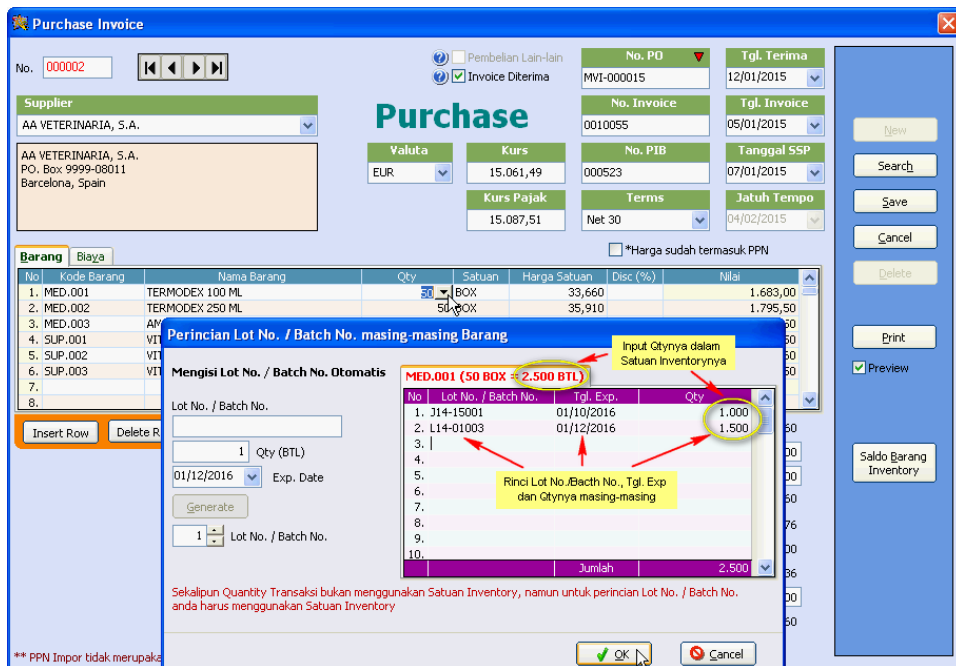 Purchase Invoice
No. 000002
Pembelian Lain-lain
Invoice Diterima
No. PO
MVI-000015
Tgl. Terima
12/01/2015
Supplier
AA VETERINARIA, S.A.
Purchase
No. Invoice
0010055
Tgl. Invoice
05/01/2015
AA VETERINARIA, S.A.
PO. Box 9999-08011
Barcelona, Spain
Valuta
EUR
Kurs
15.061,49
No. PIB
000523
Tanggal SSP
07/01/2015
Kurs Pajak
15.087,51
Terms
Net 30
Jatuh Tempo
04/02/2015
*Harga sudah termasuk PPN
New
Search
Save
Cancel
Delete
Print
Preview
Saldo Barang
Inventory
Barang Biaya
No Kode Barang Nama Barang Qty Satuan Harga Satuan Disc (%) Nilai
1. MED.001 TERMODEX 100 ML 50 BOX 33,660 1.683,00
2. MED.002 TERMODEX 250 ML 50 BOX 35,910 1.795,50
3. MED.003
4. SUP.001
5. SUP.002
6. SUP.003
7.
8.
Insert Row Delete R
Perincian Lot No. / Batch No. masing-masing Barang
Input Qtynya dalam
Satuan Inventorynya
Mengisi Lot No. / Batch No. Otomatis
MED.001 (50 BOX = 2.500 BTL)
Lot No. / Batch No.
1 Qty (BTL)
01/12/2016 Exp. Date
Generate
1 Lot No. / Batch No.
No Lot No. / Batch No. Tgl. Exp. Qty
1. J14-15001 01/10/2016 1.000
2. L14-01003 01/12/2016 1.500
3.
4.
5.
6.
7.
8.
9.
10.
Rinci Lot No./Bacth No., Tgl. Exp
dan Qtynya masing-masing
Jumlah 2.500
Sekalipun Quantity Transaksi bukan menggunakan Satuan Inventory, namun untuk perincian Lot No. / Batch No.
anda harus menggunakan Satuan Inventory
OK Cancel
** PPN Impor tidak merupaka